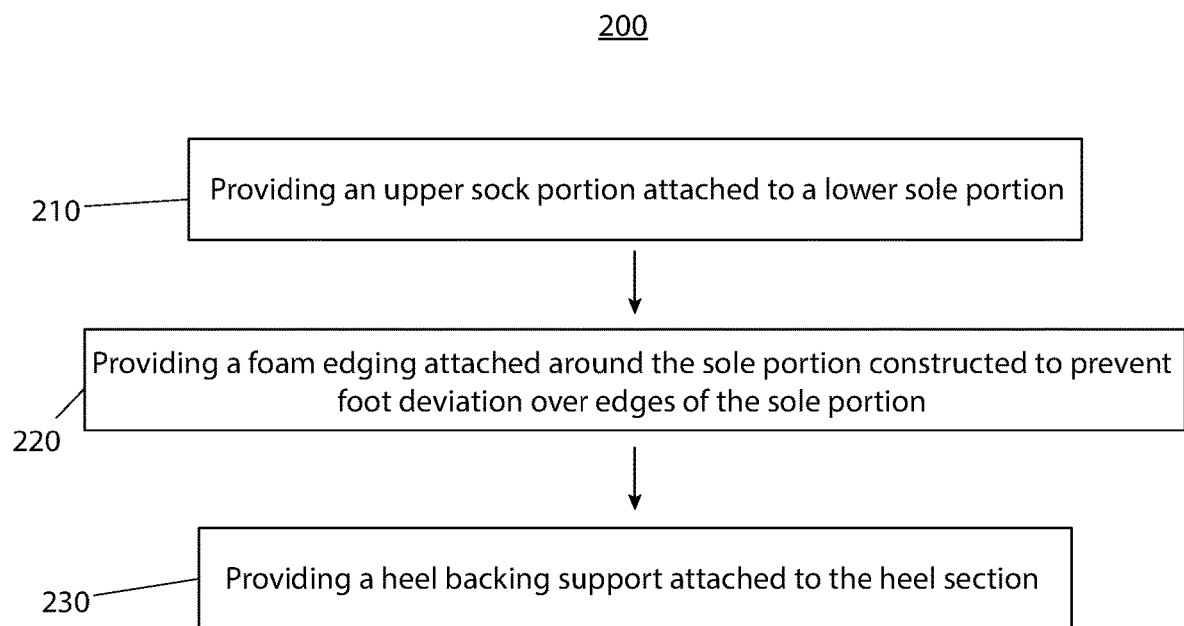 200
Providing an upper sock portion attached to a lower sole portion
210
Providing a foam edging attached around the sole portion constructed to prevent
foot deviation over edges of the sole portion
220
Providing a heel backing support attached to the heel section
230